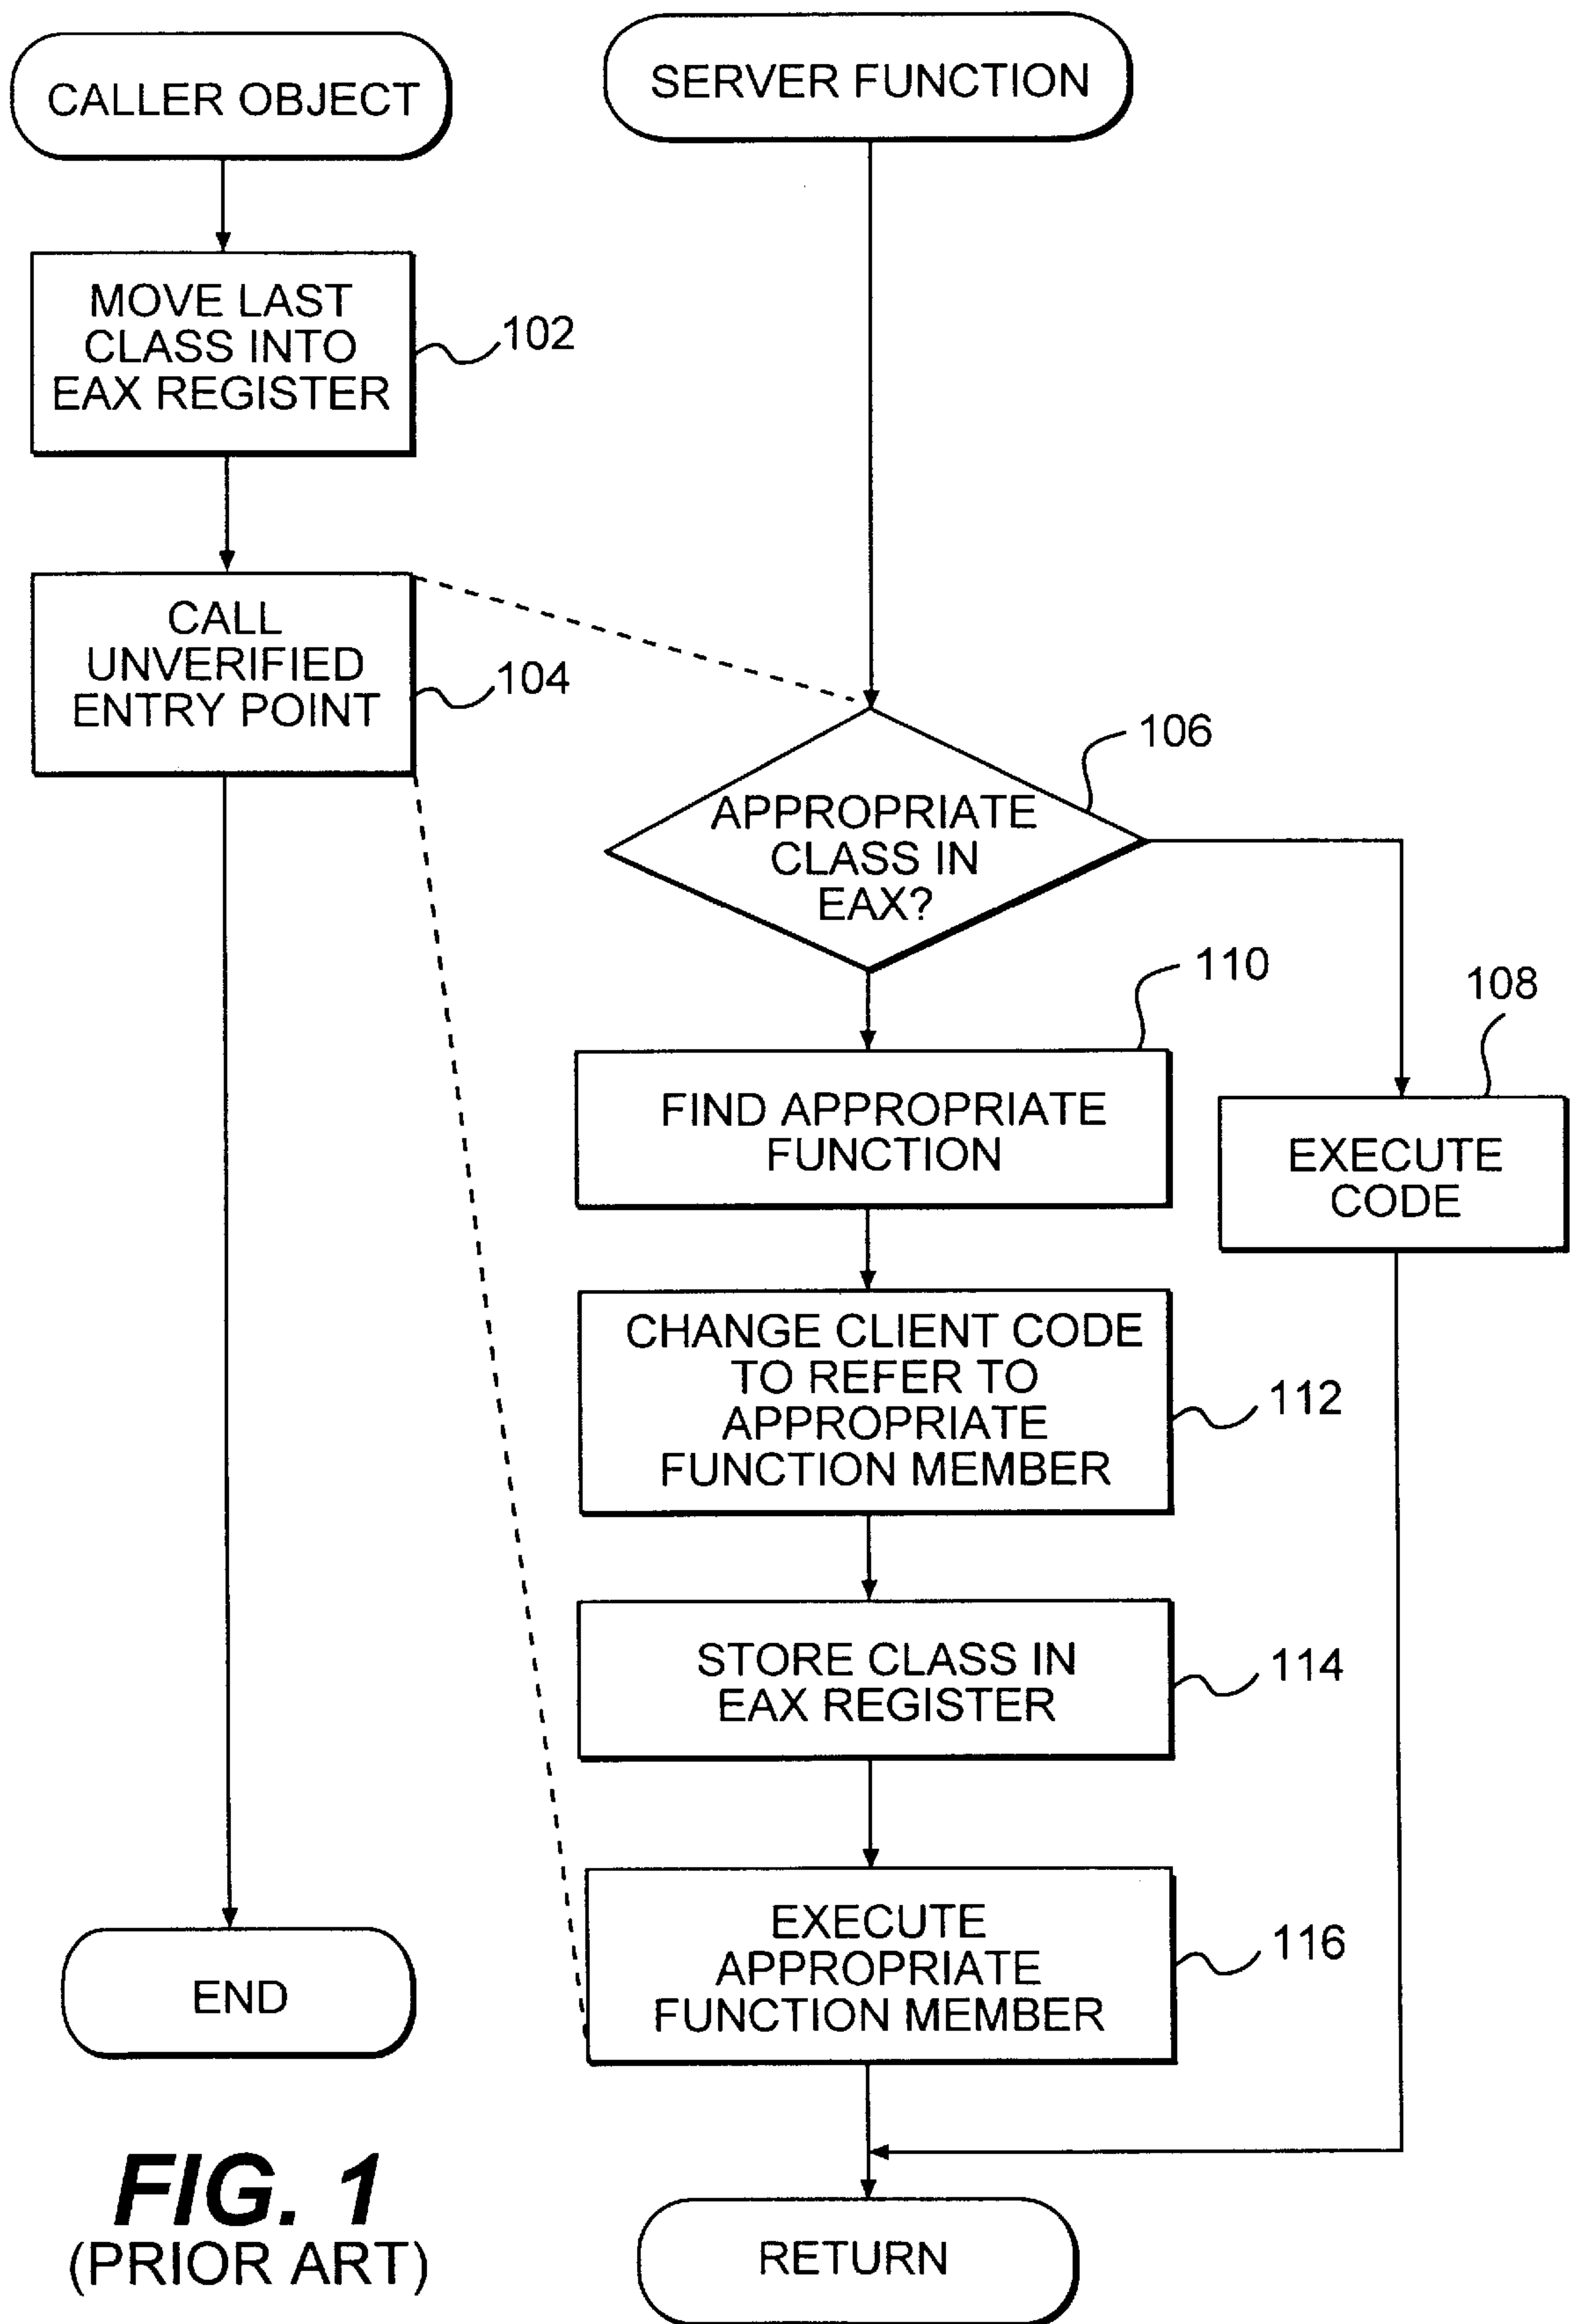 CALLER OBJECT
MOVE LAST
CLASS INTO
EAX REGISTER
102
CALL
UNVERIFIED
ENTRY POINT
104
END
SERVER FUNCTION
APPROPRIATE
CLASS IN
EAX?
106
110
108
FIND APPROPRIATE
FUNCTION
EXECUTE
CODE
CHANGE CLIENT CODE
TO REFER TO
APPROPRIATE
FUNCTION MEMBER
112
STORE CLASS IN
EAX REGISTER
114
EXECUTE
APPROPRIATE
FUNCTION MEMBER
116
RETURN
FIG. 1
(PRIOR ART)